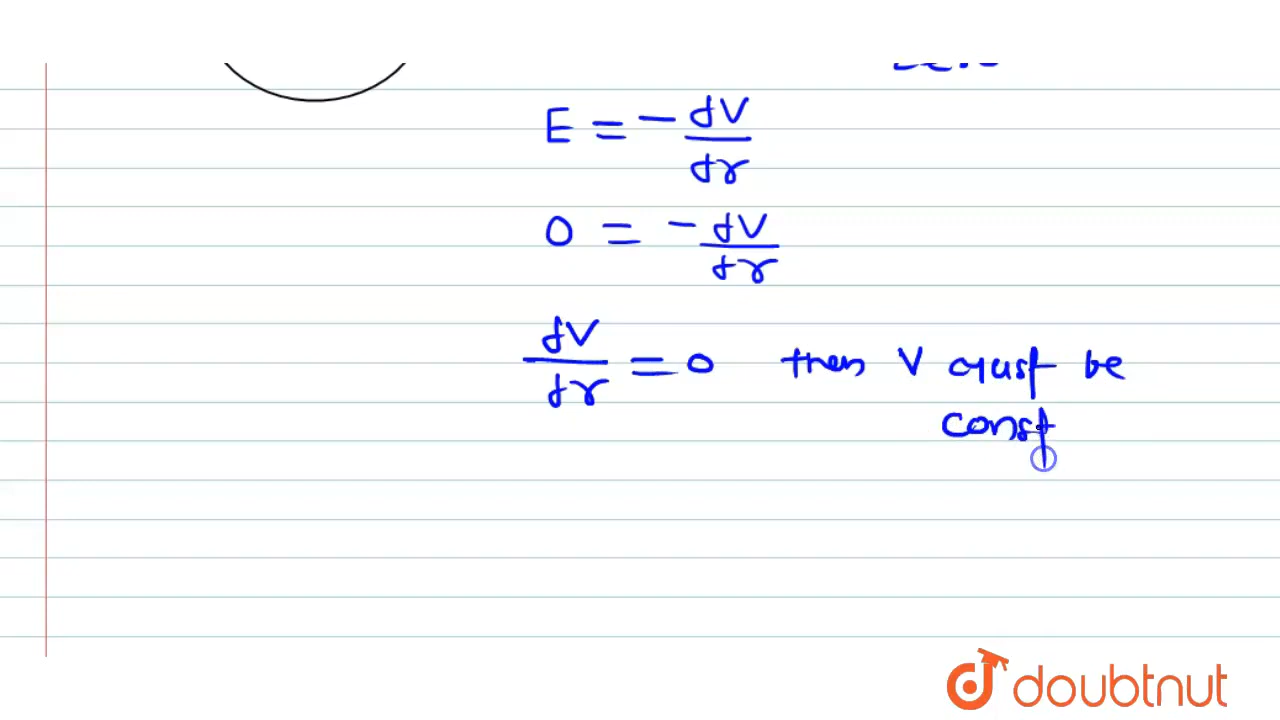 E = - dV/dr
0 = - dV/dr
dV/dr = 0 then V must be
const
doubtnut